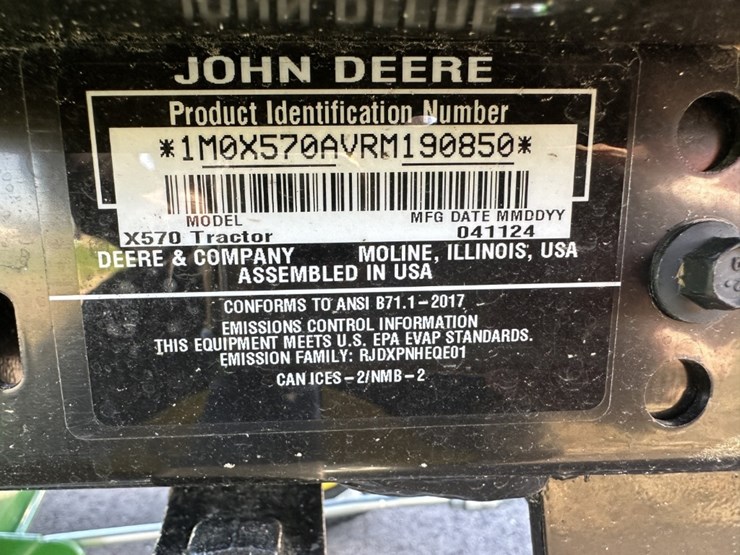 JOHN DEERE
Product Identification Number
*1M0X570AVRM190850*
MODEL MFG DATE MMDDYY
X570 Tractor 041124
DEERE & COMPANY MOLINE, ILLINOIS, USA
ASSEMBLED IN USA
CONFORMS TO ANSI B71.1-2017
EMISSIONS CONTROL INFORMATION
THIS EQUIPMENT MEETS U.S. EPA EVAP STANDARDS.
EMISSION FAMILY: RJDXPNHEQE01
CAN ICES-2/NMB-2